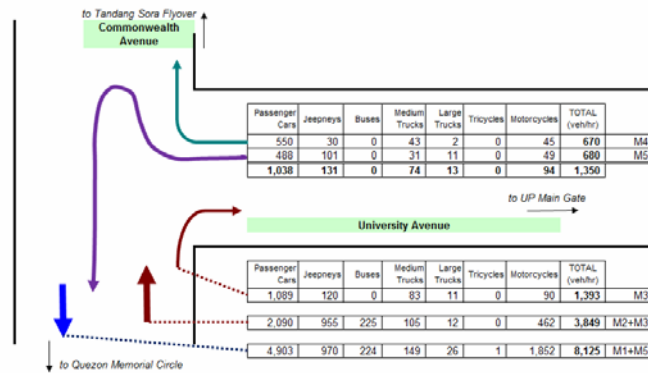 to Tandang Sora Flyover
Commonwealth
Avenue
Passenger Cars Jeepneys Buses Medium Trucks Large Trucks Tricycles Motorcycles TOTAL (veh/hr)
550 30 0 43 2 0 45 670 M4
488 101 0 31 11 0 49 680 M5
1,038 131 0 74 13 0 94 1,350
to UP Main Gate
University Avenue
Passenger Cars Jeepneys Buses Medium Trucks Large Trucks Tricycles Motorcycles TOTAL (veh/hr)
1,089 120 0 83 11 0 90 1,393 M3
2,090 955 225 105 12 0 462 3,849 M2+M3
4,903 970 224 149 26 1 1,852 8,125 M1+M5
to Quezon Memorial Circle